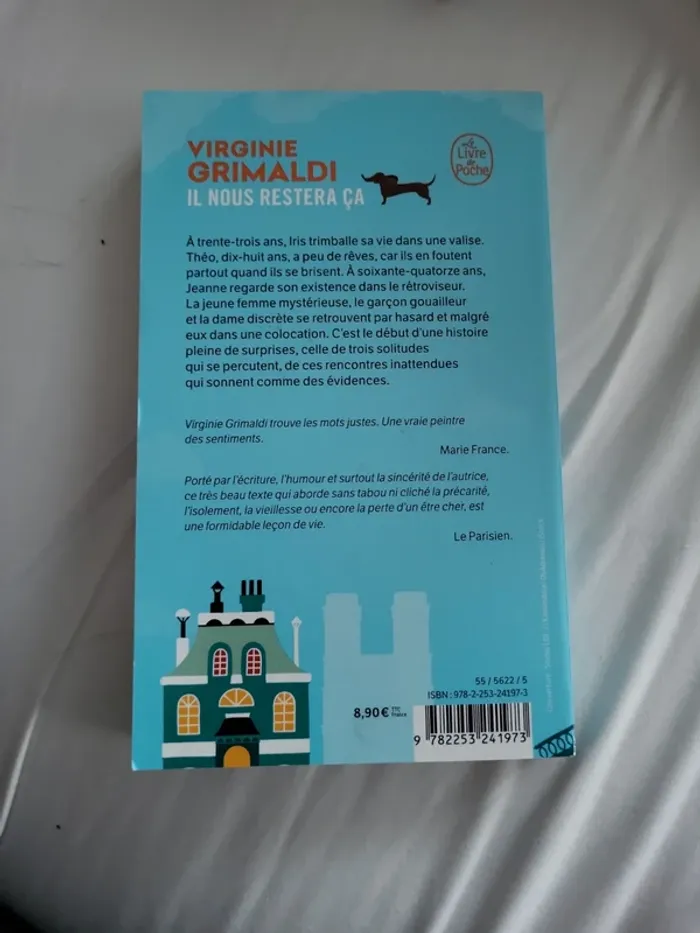 VIRGINIE
GRIMALDI
IL NOUS RESTERA ÇA
Le
Livre
de
Poche
À trente-trois ans, Iris trimballe sa vie dans une valise.
Théo, dix-huit ans, a peu de rêves, car ils en foutent
partout quand ils se brisent. À soixante-quatorze ans,
Jeanne regarde son existence dans le rétroviseur.
La jeune femme mystérieuse, le garçon gouailleur
et la dame discrète se retrouvent par hasard et malgré
eux dans une colocation. C'est le début d'une histoire
pleine de surprises, celle de trois solitudes
qui se percutent, de ces rencontres inattendues
qui sonnent comme des évidences.
Virginie Grimaldi trouve les mots justes. Une vraie peintre
des sentiments.
Marie France.
Porté par l'écriture, l'humour et surtout la sincérité de l'autrice,
ce très beau texte qui aborde sans tabou ni cliché la précarité,
l'isolement, la vieillesse ou encore la perte d'un être cher, est
une formidable leçon de vie.
Le Parisien.
55 / 5622 / 5
ISBN : 978-2-253-24197-3
8,90 € TTC
France
9 782253 241973